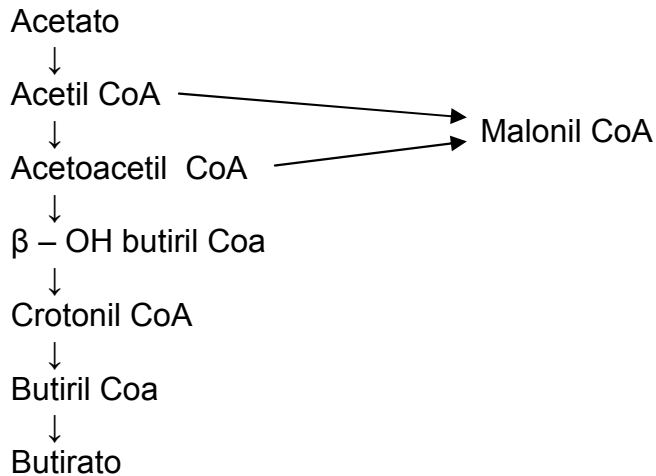 Acetato
↓
Acetil CoA
↓
Malonil CoA
Acetoacetil CoA
↓
β – OH butiril Coa
↓
Crotonil CoA
↓
Butiril Coa
↓
Butirato